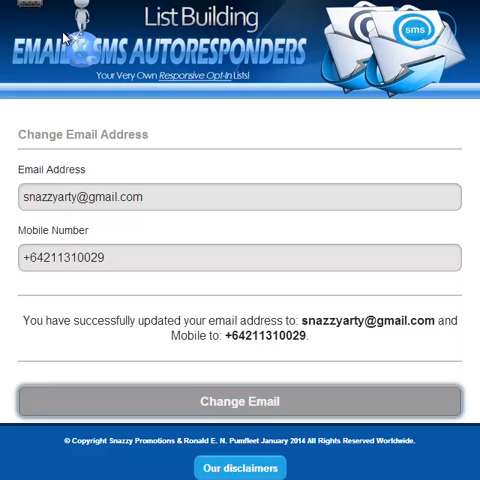 List Building
EMAIL & SMS AUTORESPONDERS
Your Very Own Responsive Opt-In Lists!
sms
Change Email Address
Email Address
snazzyarty@gmail.com
Mobile Number
+64211310029
You have successfully updated your email address to: snazzyarty@gmail.com and
Mobile to: +64211310029.
Change Email
© Copyright Snazzy Promotions & Ronald E. N. Pumfleet January 2014 All Rights Reserved Worldwide.
Our disclaimers